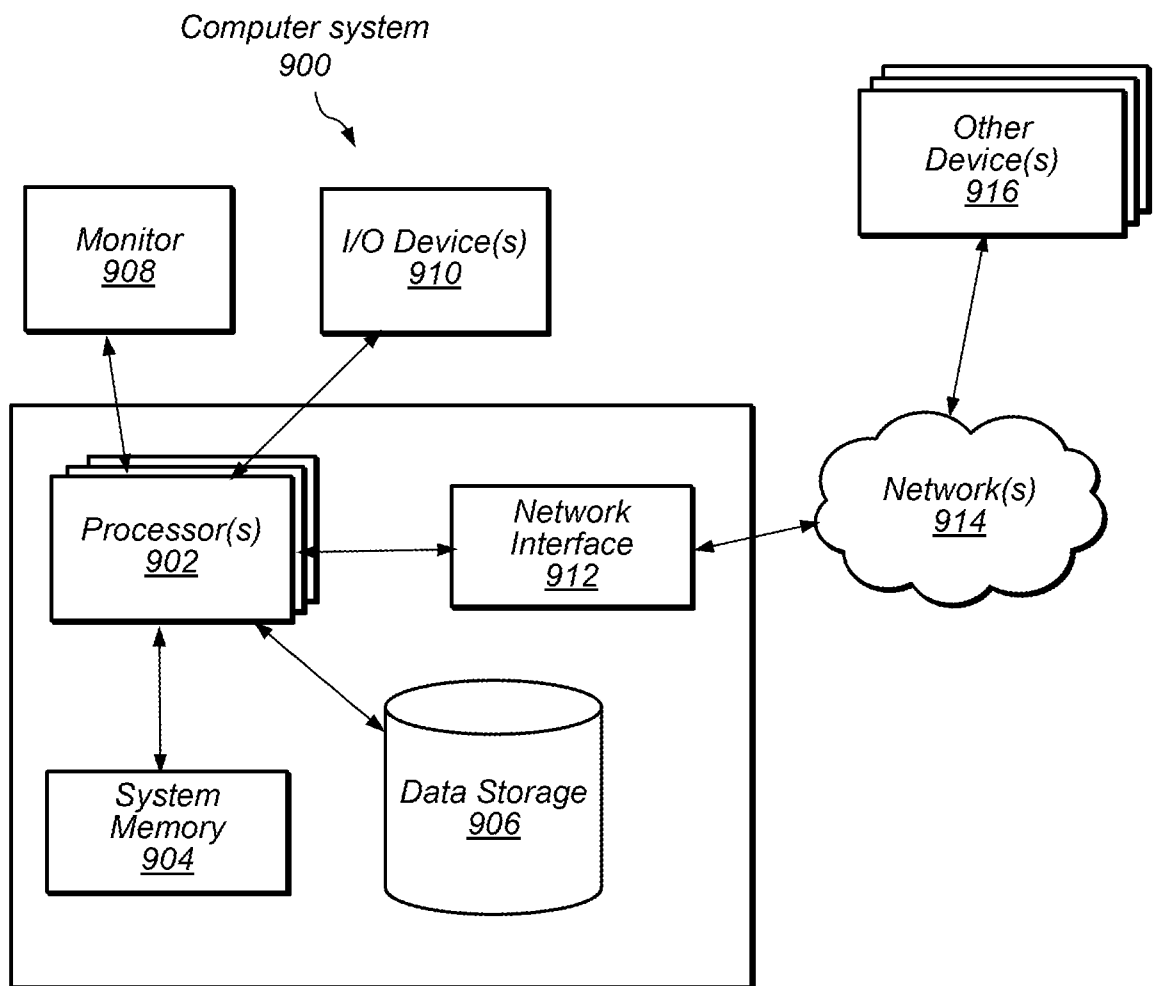 Computer system
900
Other
Device(s)
916
Monitor
908
I/O Device(s)
910
Processor(s)
902
Network
Interface
912
Network(s)
914
System
Memory
904
Data Storage
906